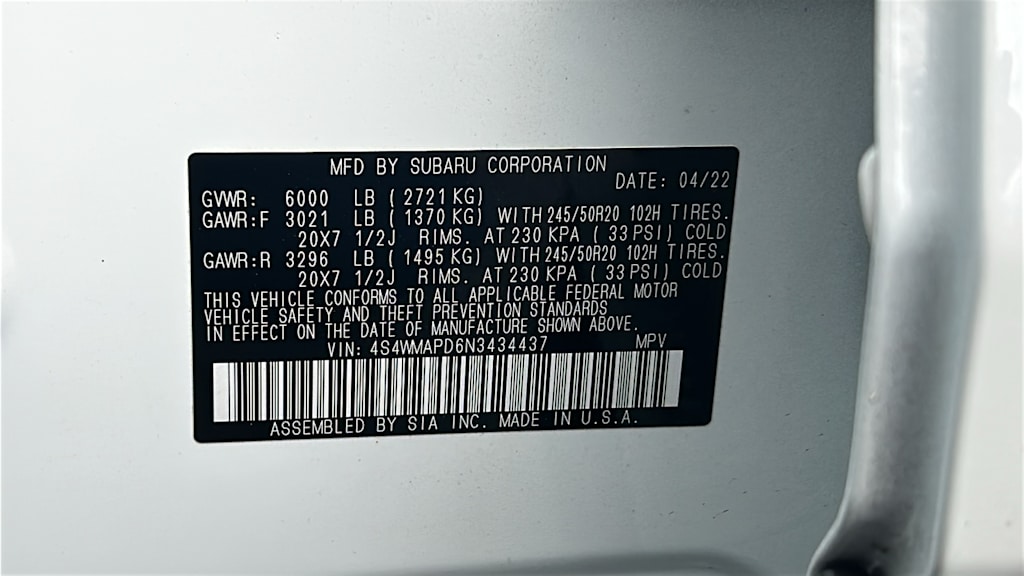 MFD BY SUBARU CORPORATION
DATE: 04/22
GVWR: 6000 LB ( 2721 KG)
GAWR:F 3021 LB ( 1370 KG) WITH 245/50R20 102H TIRES.
20X7 1/2J RIMS. AT 230 KPA ( 33 PSI) COLD
GAWR:R 3296 LB ( 1495 KG) WITH 245/50R20 102H TIRES.
20X7 1/2J RIMS. AT 230 KPA ( 33 PSI) COLD
THIS VEHICLE CONFORMS TO ALL APPLICABLE FEDERAL MOTOR
VEHICLE SAFETY AND THEFT PREVENTION STANDARDS
IN EFFECT ON THE DATE OF MANUFACTURE SHOWN ABOVE.
VIN: 4S4WMAPD6N3434437 MPV
ASSEMBLED BY SIA INC. MADE IN U.S.A.